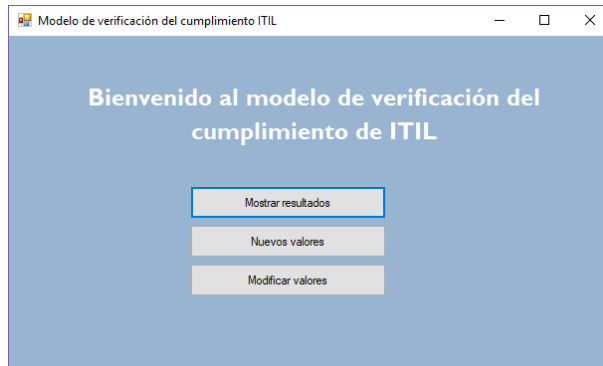 Modelo de verificación del cumplimiento ITIL
Bienvenido al modelo de verificación del
cumplimiento de ITIL
Mostrar resultados
Nuevos valores
Modificar valores